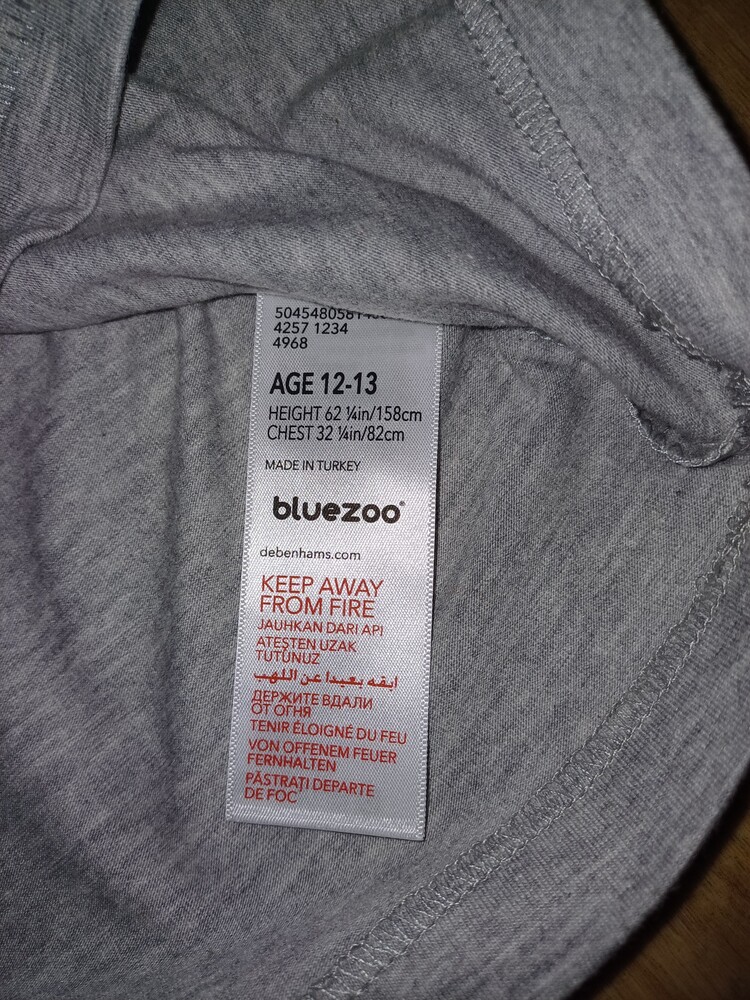 4257 1234
4968
AGE 12-13
HEIGHT 62 ¼in/158cm
CHEST 32 ¼in/82cm
MADE IN TURKEY
bluezoo®
debenhams.com
KEEP AWAY
FROM FIRE
JAUHKAN DARI API
ATEŞTEN UZAK
TUTUNUZ
ابقه بعيدا عن اللهب
ДЕРЖИТЕ ВДАЛИ
ОТ ОГНЯ
TENIR ÉLOIGNÉ DU FEU
VON OFFENEM FEUER
FERNHALTEN
PĂSTRAŢI DEPARTE
DE FOC